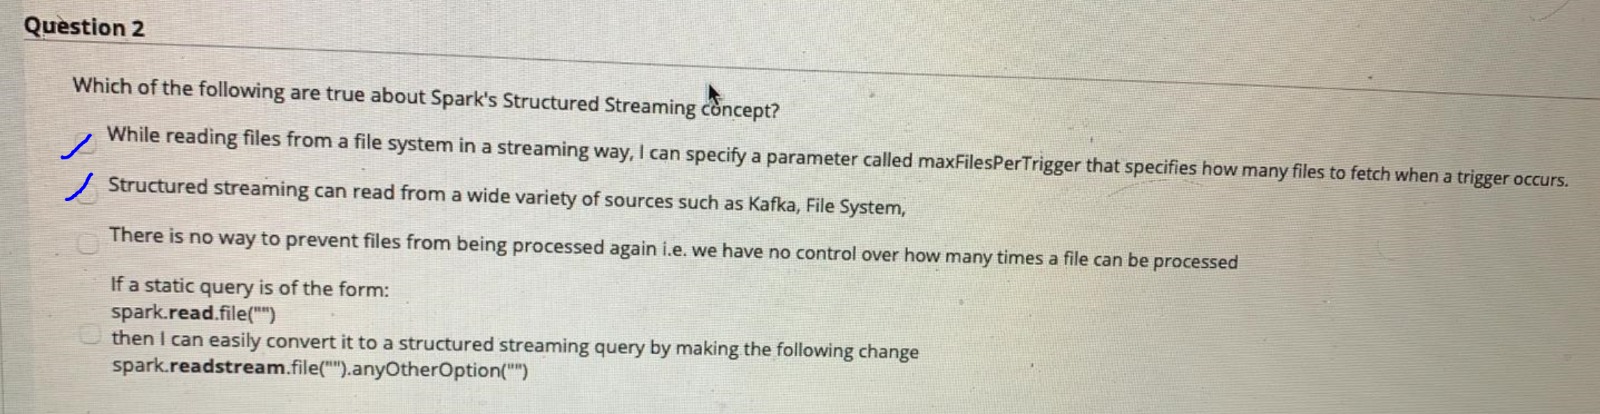 Question 2
Which of the following are true about Spark's Structured Streaming concept?
While reading files from a file system in a streaming way, I can specify a parameter called maxFilesPerTrigger that specifies how many files to fetch when a trigger occurs.
Structured streaming can read from a wide variety of sources such as Kafka, File System,
There is no way to prevent files from being processed again i.e. we have no control over how many times a file can be processed
If a static query is of the form:
spark.read.file("")
then I can easily convert it to a structured streaming query by making the following change
spark.readstream.file("").anyOtherOption("")